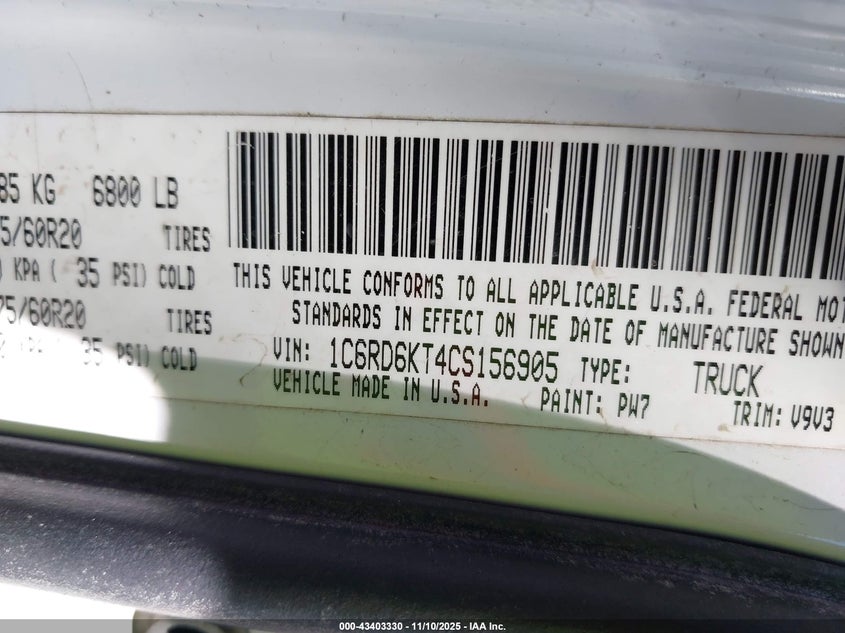 85 KG 6800 LB
5/60R20 TIRES
KPA ( 35 PSI) COLD
75/60R20 TIRES
35 PSI) COLD
THIS VEHICLE CONFORMS TO ALL APPLICABLE U.S.A. FEDERAL MOT
STANDARDS IN EFFECT ON THE DATE OF MANUFACTURE SHOWN
VIN: 1C6RD6KT4CS156905 TYPE: TRUCK
VEHICLE MADE IN U.S.A. PAINT: PW7 TRIM: V9V3
000-43403330 - 11/10/2025 - IAA Inc.